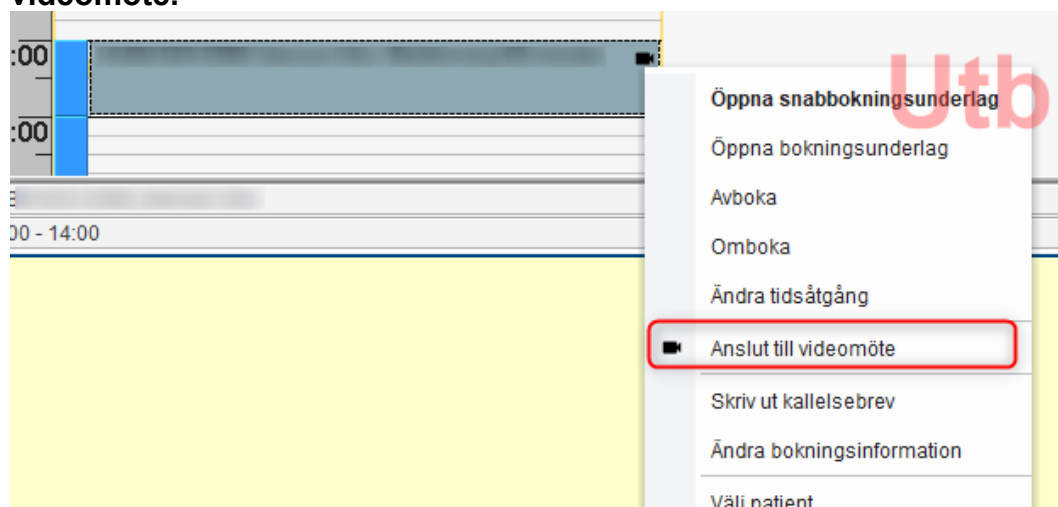 videomöte.
:00
Utb
Öppna snabbokningsunderlag
:00
Öppna bokningsunderlag
Avboka
00 - 14:00
Omboka
Ändra tidsåtgång
Anslut till videomöte
Skriv ut kallelsebrev
Ändra bokningsinformation
Välj patient